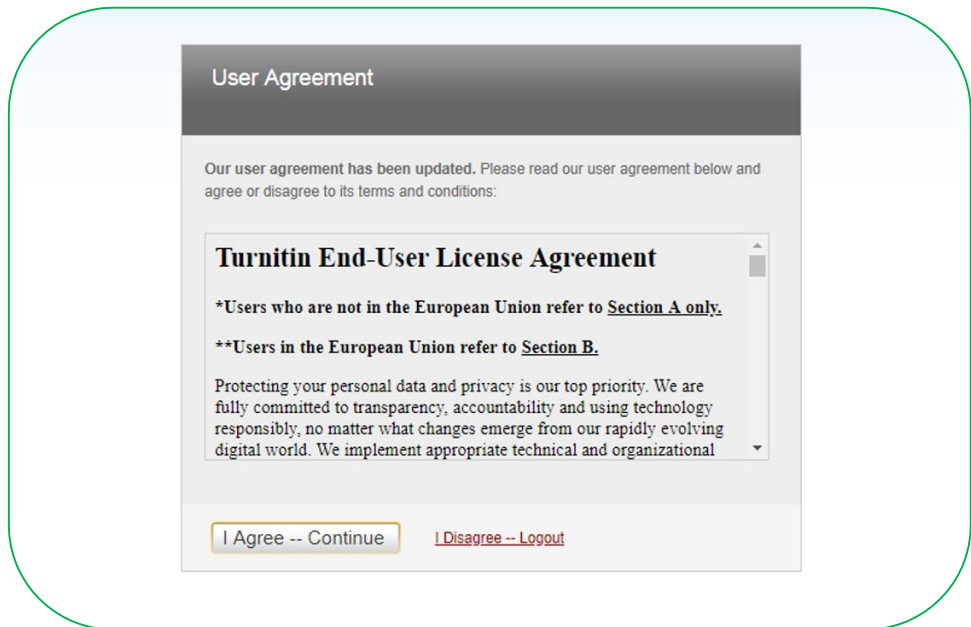 User Agreement
Our user agreement has been updated. Please read our user agreement below and
agree or disagree to its terms and conditions:
Turnitin End-User License Agreement
*Users who are not in the European Union refer to Section A only.
**Users in the European Union refer to Section B.
Protecting your personal data and privacy is our top priority. We are
fully committed to transparency, accountability and using technology
responsibly, no matter what changes emerge from our rapidly evolving
digital world. We implement appropriate technical and organizational
I Agree -- Continue
I Disagree -- Logout